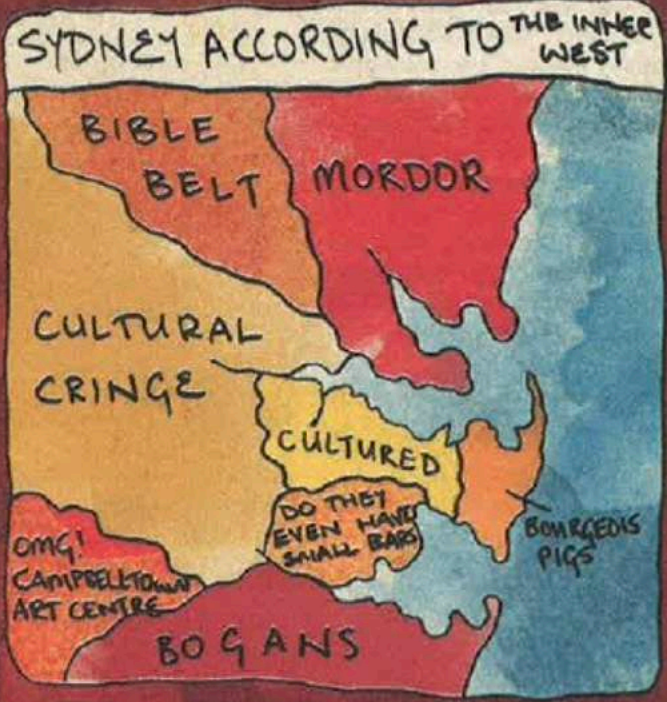 SYDNEY ACCORDING TO THE INNER
WEST
BIBLE
BELT
MORDOR
CULTURAL
CRINGE
CULTURED
DO THEY
EVEN HAVE
SMALL BARS
BOURGEOIS
PIGS
OMG!
CAMPBELLTOWN
ART CENTRE
BOGANS